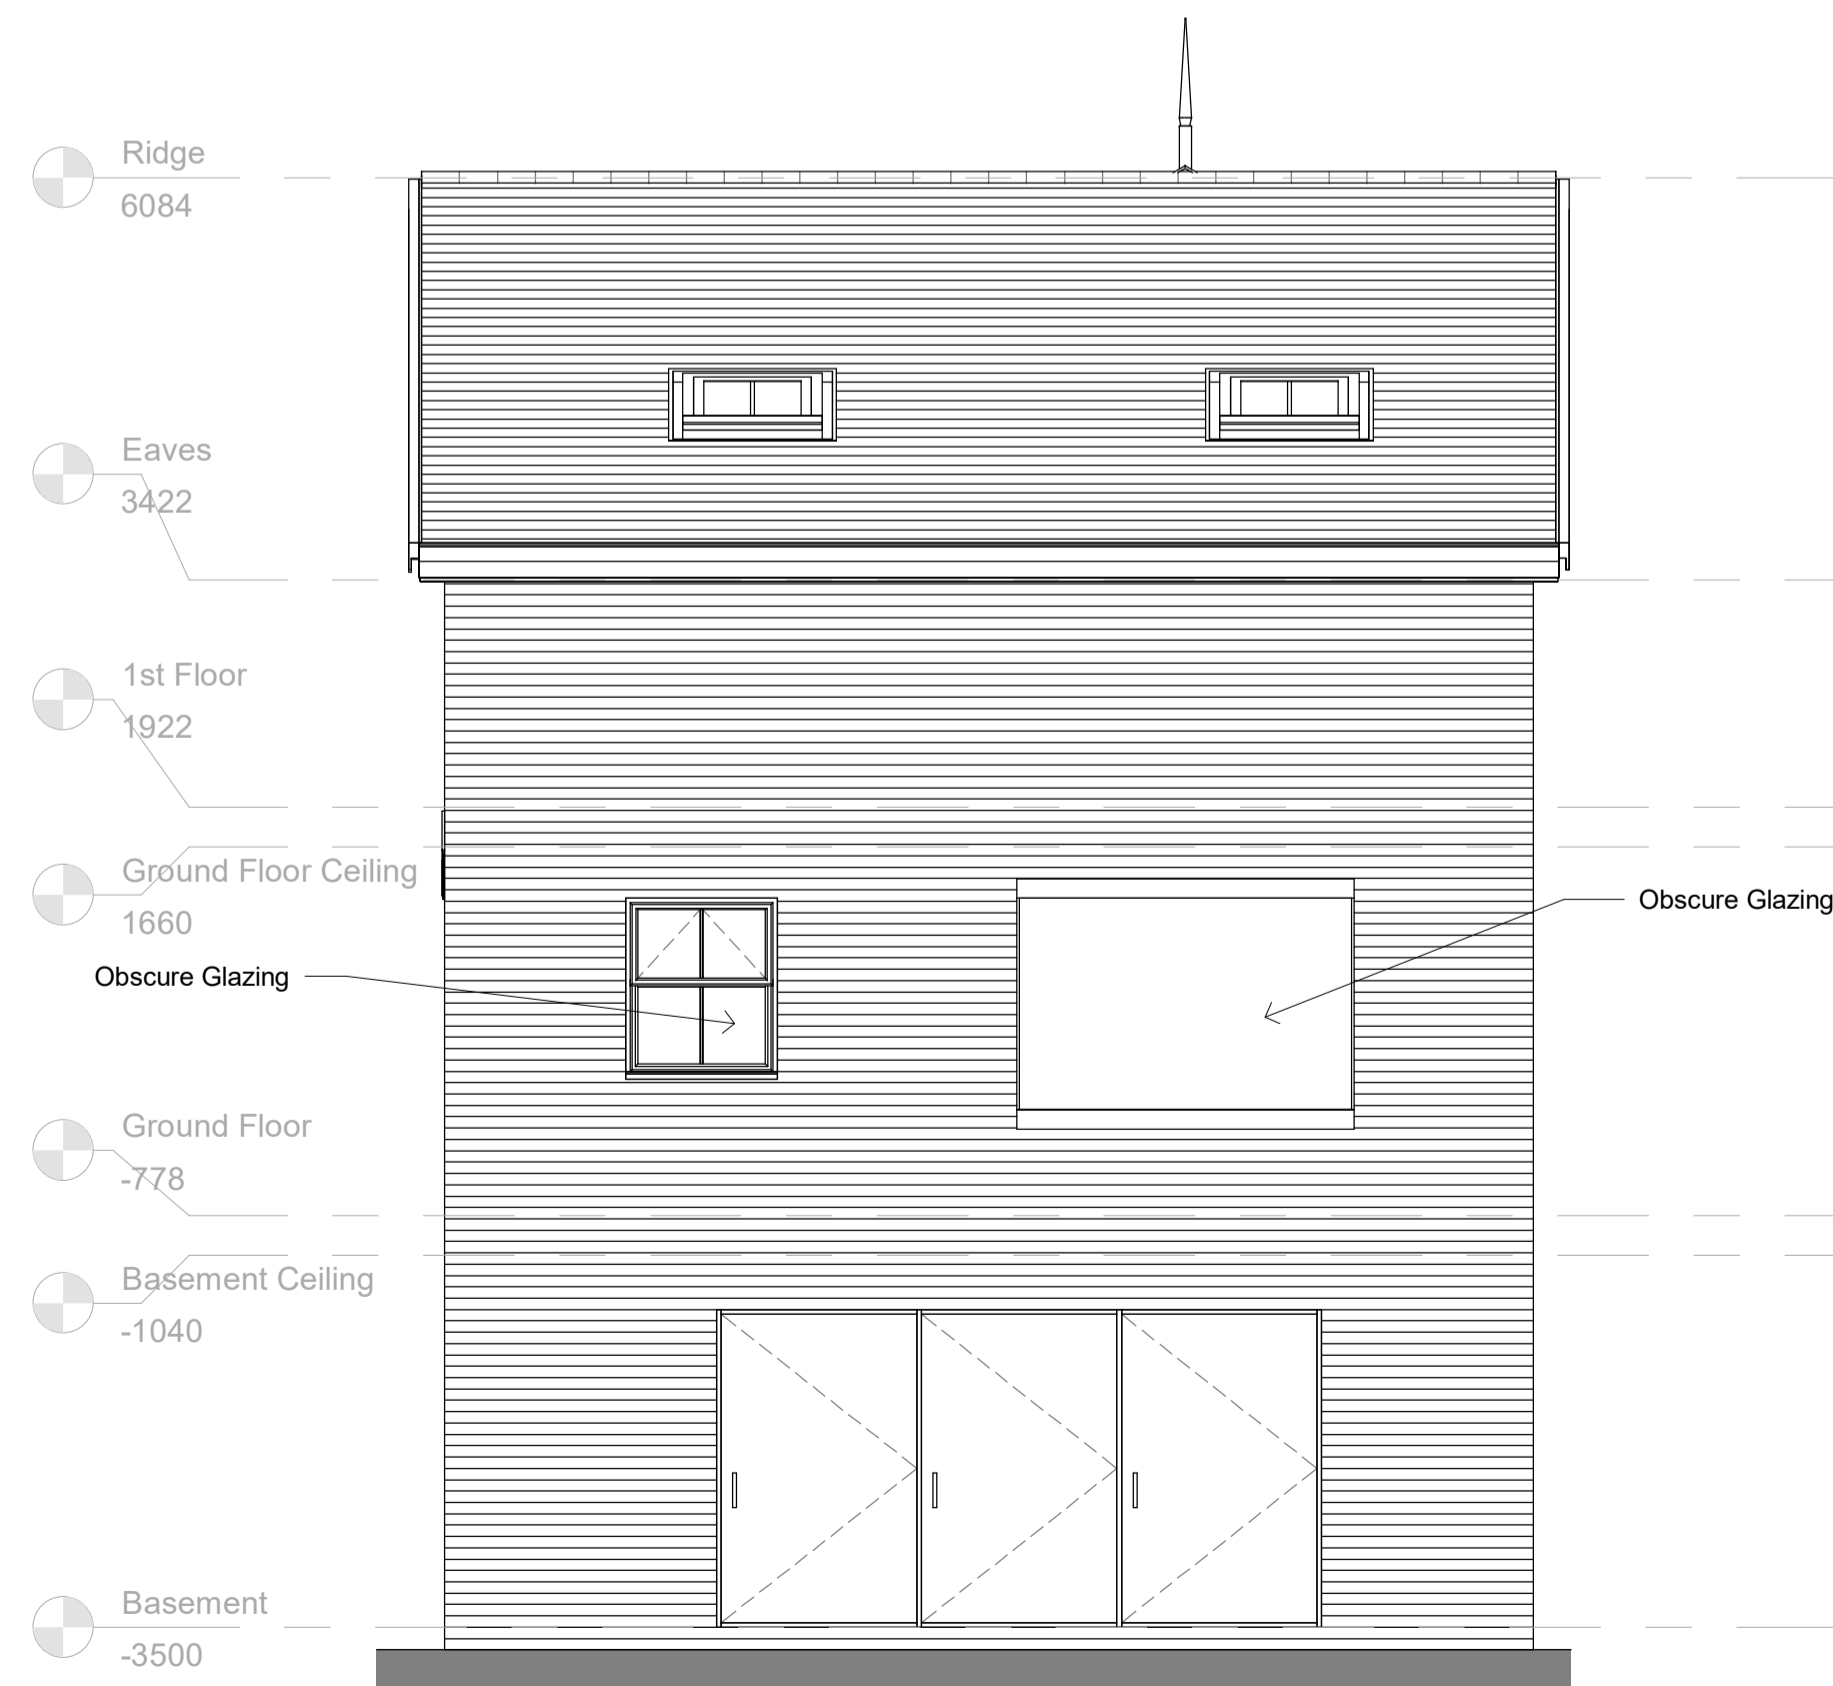 Ridge
6084
Eaves
3422
1st Floor
1922
Ground Floor Ceiling
1660
Obscure Glazing
Obscure Glazing
Ground Floor
-778
Basement Ceiling
-1040
Basement
-3500